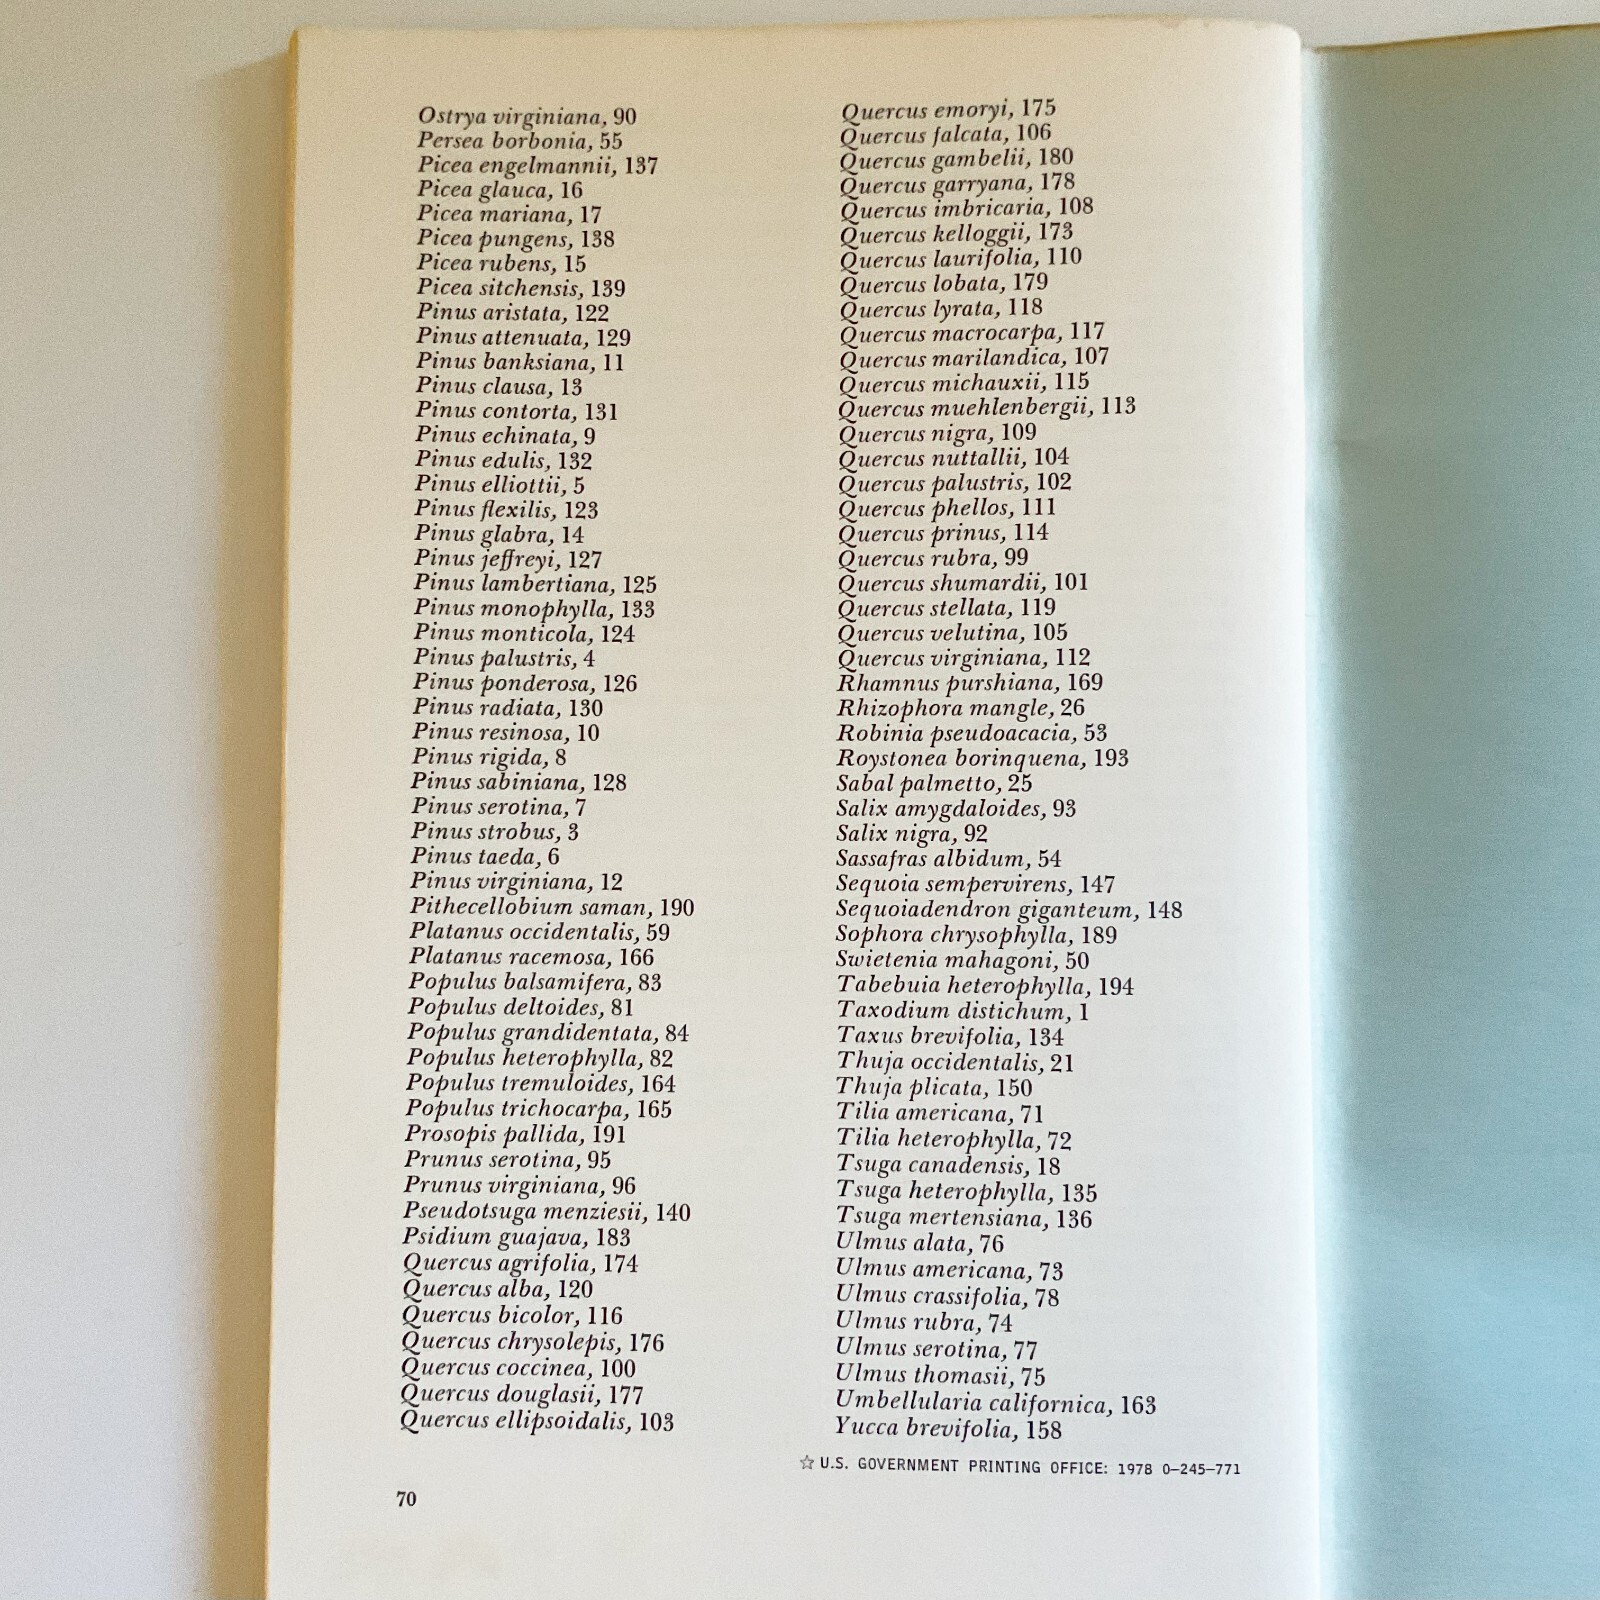 Ostrya virginiana, 90
Persea borbonia, 55
Picea engelmannii, 137
Picea glauca, 16
Picea mariana, 17
Picea pungens, 138
Picea rubens, 15
Picea sitchensis, 139
Pinus aristata, 122
Pinus attenuata, 129
Pinus banksiana, 11
Pinus clausa, 13
Pinus contorta, 131
Pinus echinata, 9
Pinus edulis, 132
Pinus elliottii, 5
Pinus flexilis, 123
Pinus glabra, 14
Pinus jeffreyi, 127
Pinus lambertiana, 125
Pinus monophylla, 133
Pinus monticola, 124
Pinus palustris, 4
Pinus ponderosa, 126
Pinus radiata, 130
Pinus resinosa, 10
Pinus rigida, 8
Pinus sabiniana, 128
Pinus serotina, 7
Pinus strobus, 3
Pinus taeda, 6
Pinus virginiana, 12
Pithecellobium saman, 190
Platanus occidentalis, 59
Platanus racemosa, 166
Populus balsamifera, 83
Populus deltoides, 81
Populus grandidentata, 84
Populus heterophylla, 82
Populus tremuloides, 164
Populus trichocarpa, 165
Prosopis pallida, 191
Prunus serotina, 95
Prunus virginiana, 96
Pseudotsuga menziesii, 140
Psidium guajava, 183
Quercus agrifolia, 174
Quercus alba, 120
Quercus bicolor, 116
Quercus chrysolepis, 176
Quercus coccinea, 100
Quercus douglasii, 177
Quercus ellipsoidalis, 103
Quercus emoryi, 175
Quercus falcata, 106
Quercus gambelii, 180
Quercus garryana, 178
Quercus imbricaria, 108
Quercus kelloggii, 173
Quercus laurifolia, 110
Quercus lobata, 179
Quercus lyrata, 118
Quercus macrocarpa, 117
Quercus marilandica, 107
Quercus michauxii, 115
Quercus muehlenbergii, 113
Quercus nigra, 109
Quercus nuttallii, 104
Quercus palustris, 102
Quercus phellos, 111
Quercus prinus, 114
Quercus rubra, 99
Quercus shumardii, 101
Quercus stellata, 119
Quercus velutina, 105
Quercus virginiana, 112
Rhamnus purshiana, 169
Rhizophora mangle, 26
Robinia pseudoacacia, 53
Roystonea borinquena, 193
Sabal palmetto, 25
Salix amygdaloides, 93
Salix nigra, 92
Sassafras albidum, 54
Sequoia sempervirens, 147
Sequoiadendron giganteum, 148
Sophora chrysophylla, 189
Swietenia mahagoni, 50
Tabebuia heterophylla, 194
Taxodium distichum, 1
Taxus brevifolia, 134
Thuja occidentalis, 21
Thuja plicata, 150
Tilia americana, 71
Tilia heterophylla, 72
Tsuga canadensis, 18
Tsuga heterophylla, 135
Tsuga mertensiana, 136
Ulmus alata, 76
Ulmus americana, 73
Ulmus crassifolia, 78
Ulmus rubra, 74
Ulmus serotina, 77
Ulmus thomasii, 75
Umbellularia californica, 163
Yucca brevifolia, 158
☆ U.S. GOVERNMENT PRINTING OFFICE: 1978 0-245-771
70